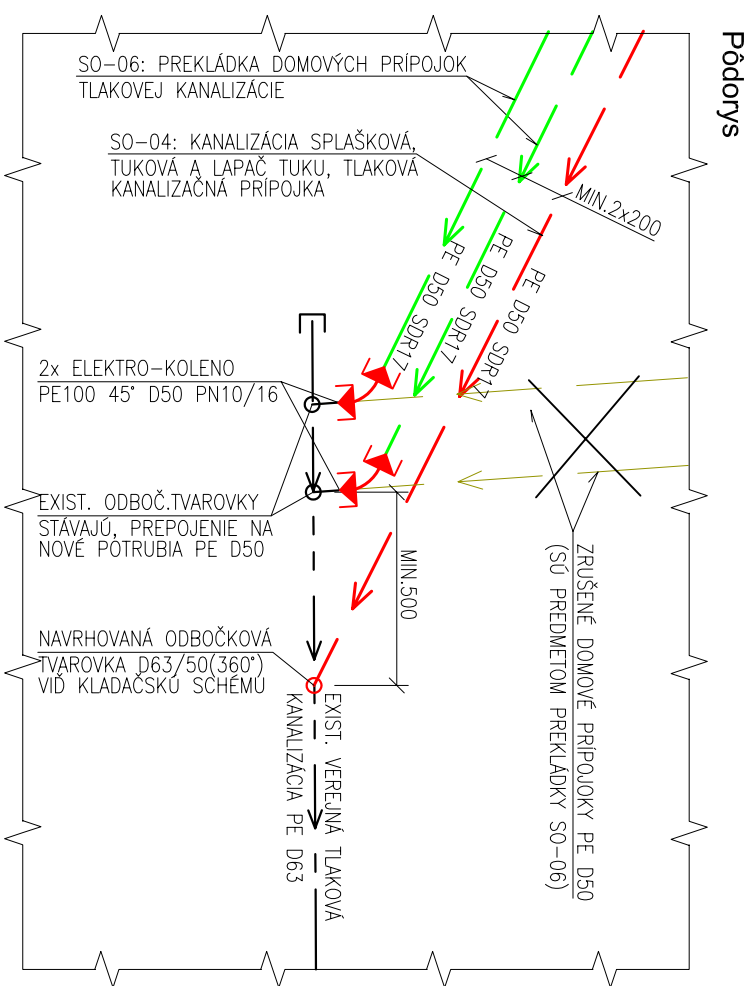 Pôdorys
SO-06: PREKLÁDKA DOMOVÝCH PRÍPOJOK
TLAKOVEJ KANALIZÁCIE
SO-04: KANALIZÁCIA SPLAŠKOVÁ,
TUKOVÁ A LAPAČ TUKU, TLAKOVÁ
KANALIZAČNÁ PRÍPOJKA
MIN.2x200
PE D50 SDR17
PE D50 SDR17
PE D50 SDR17
2x ELEKTRO-KOLENO
PE100 45° D50 PN10/16
EXIST. ODBOČ.TVAROVKY
STÁVAJÚ, PREPOJENIE NA
NOVÉ POTRUBIA PE D50
MIN.500
ZRUŠENÉ DOMOVÉ PRÍPOJOKY PE D50
(SÚ PREDMETOM PREKLÁDKY SO-06)
NAVRHOVANÁ ODBOČKOVÁ
TVAROVKA D63/50(360°)
VIĎ KLADAČSKÚ SCHÉMU
EXIST. VEREJNÁ TLAKOVÁ
KANALIZÁCIA PE D63